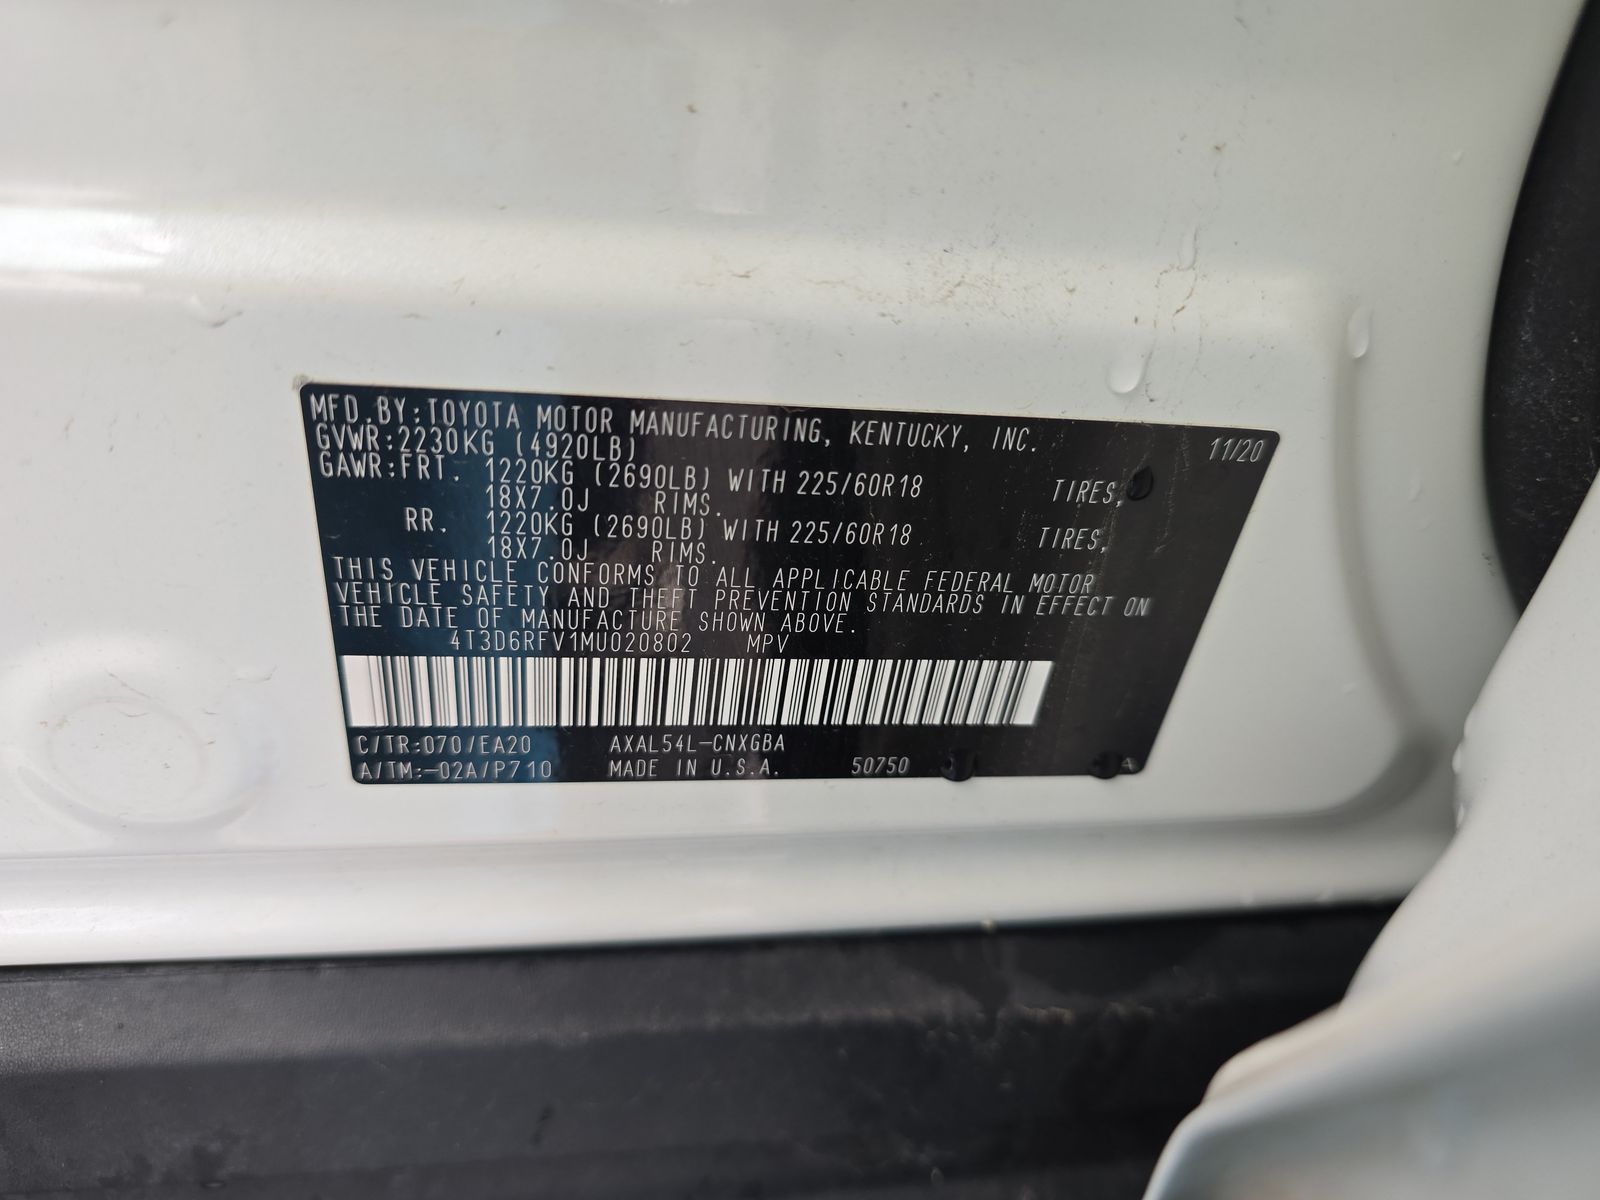 MFD.BY:TOYOTA MOTOR MANUFACTURING, KENTUCKY, INC. 11/20
GVWR:2230KG (4920LB)
GAWR:FRT. 1220KG (2690LB) WITH 225/60R18 TIRES,
18X7.0J RIMS.
RR. 1220KG (2690LB) WITH 225/60R18 TIRES,
18X7.0J RIMS.
THIS VEHICLE CONFORMS TO ALL APPLICABLE FEDERAL MOTOR
VEHICLE SAFETY AND THEFT PREVENTION STANDARDS IN EFFECT ON
THE DATE OF MANUFACTURE SHOWN ABOVE.
4T3D6RFV1MU020802 MPV
C/TR:070/EA20 AXAL54L-CNXGBA
A/TM:-02A/P710 MADE IN U.S.A. 50750 A